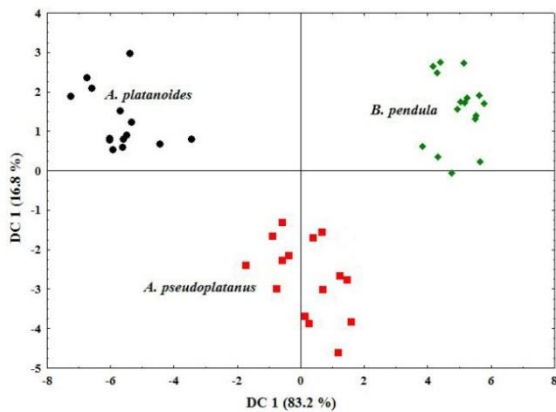 4
3
A. platanoides
2
B. pendula
1
0
DC 1 (16.8 %)
-1
-2
-3
A. pseudoplatanus
-4
-5
-8 -6 -4 -2 0 2 4 6 8
DC 1 (83.2 %)